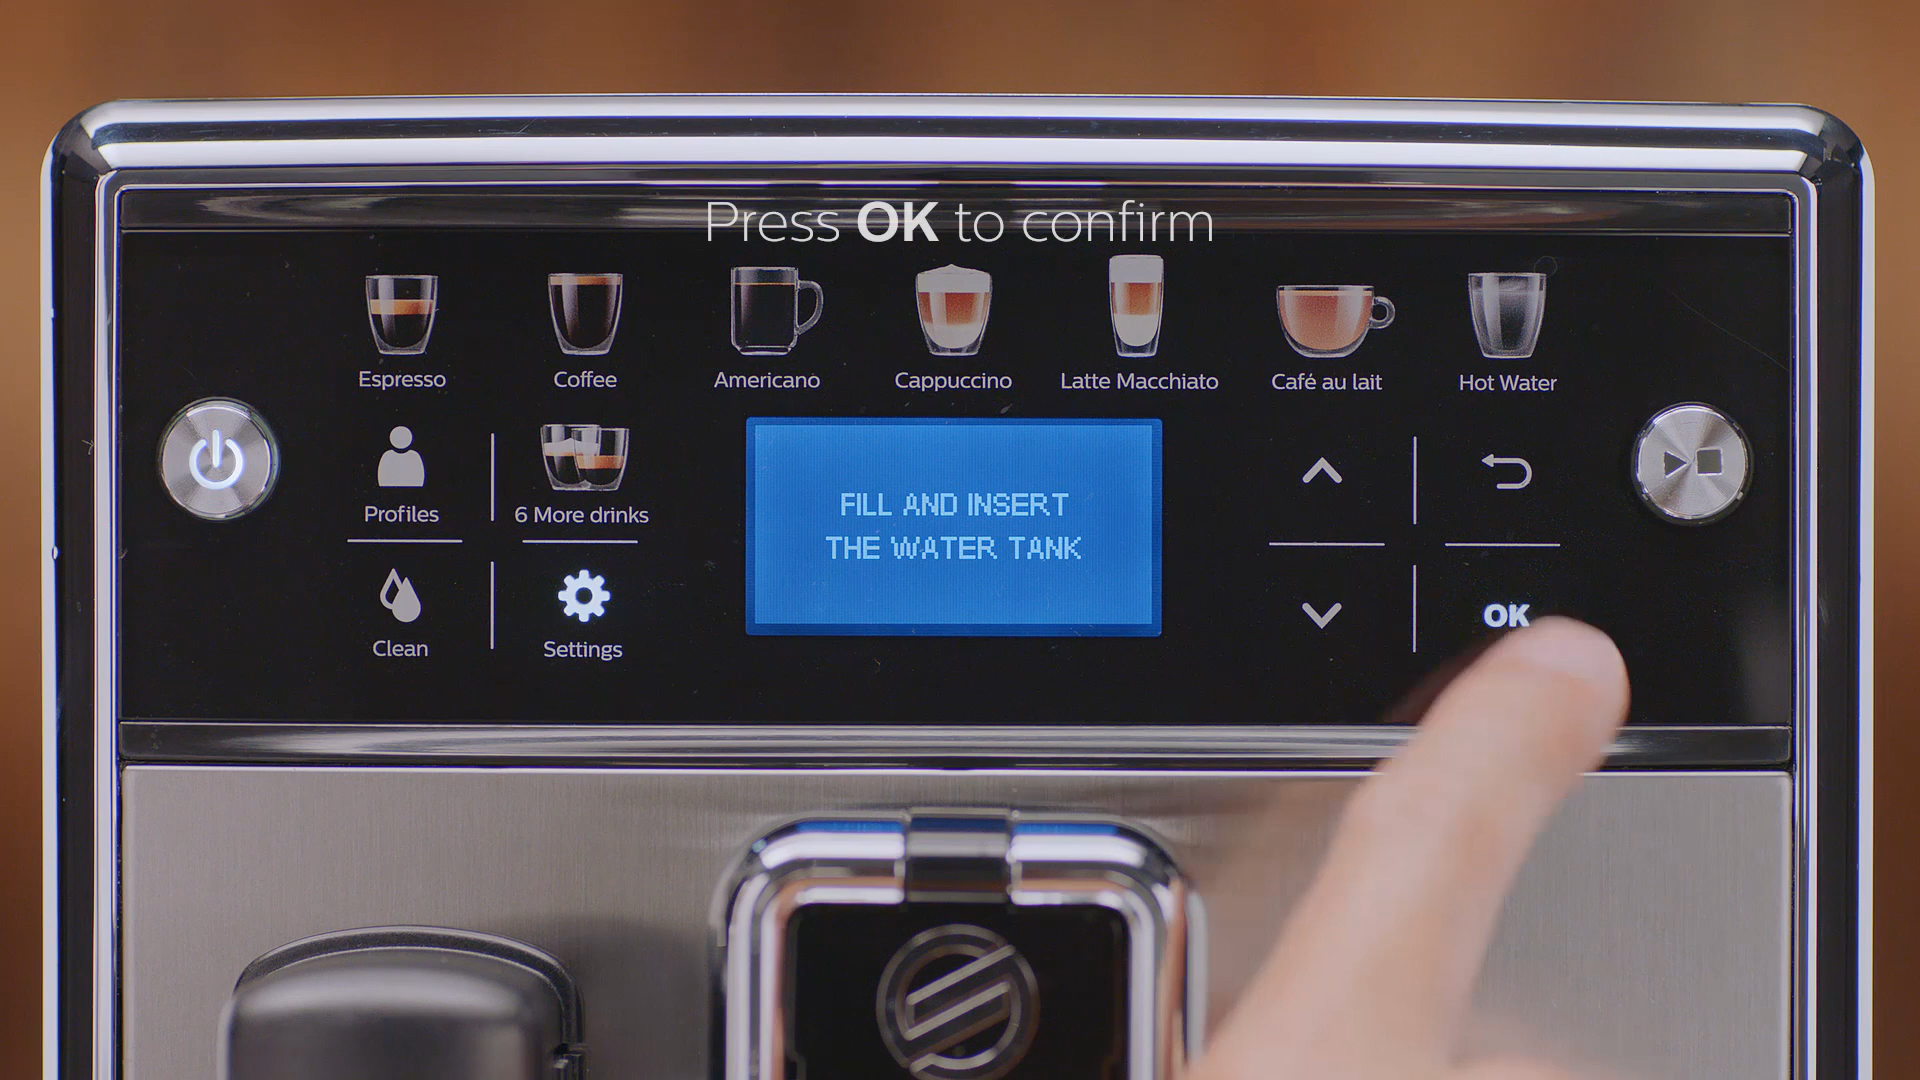 Press OK to confirm
Espresso
Coffee
Americano
Cappuccino
Latte Macchiato
Café au lait
Hot Water
Profiles
6 More drinks
FILL AND INSERT
THE WATER TANK
OK
Clean
Settings